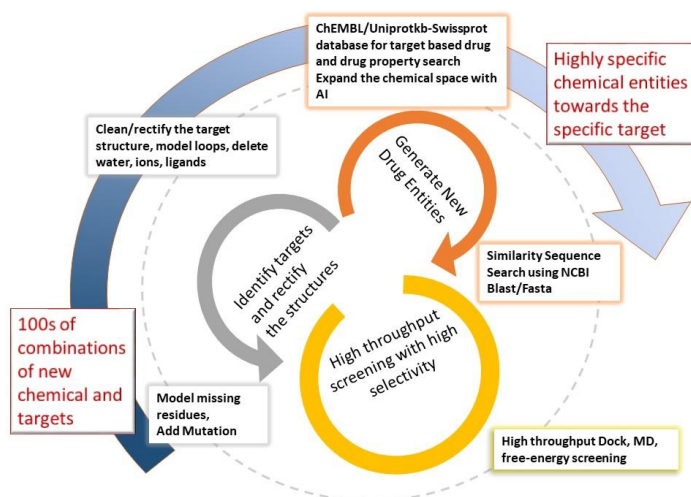 ChEMBL/Uniprotkb-Swissprot
database for target based drug
and drug property search
Expand the chemical space with
AI
Highly specific
chemical entities
towards the
specific target
Clean/rectify the target
structure, model loops, delete
water, ions, ligands
Generate New
Drug Entities
Identify targets
and rectify
the structures
Similarity Sequence
Search using NCBI
Blast/Fasta
100s of
combinations
of new
chemical and
targets
High throughput
screening with high
selectivity
Model missing
residues,
Add Mutation
High throughput Dock, MD,
free-energy screening